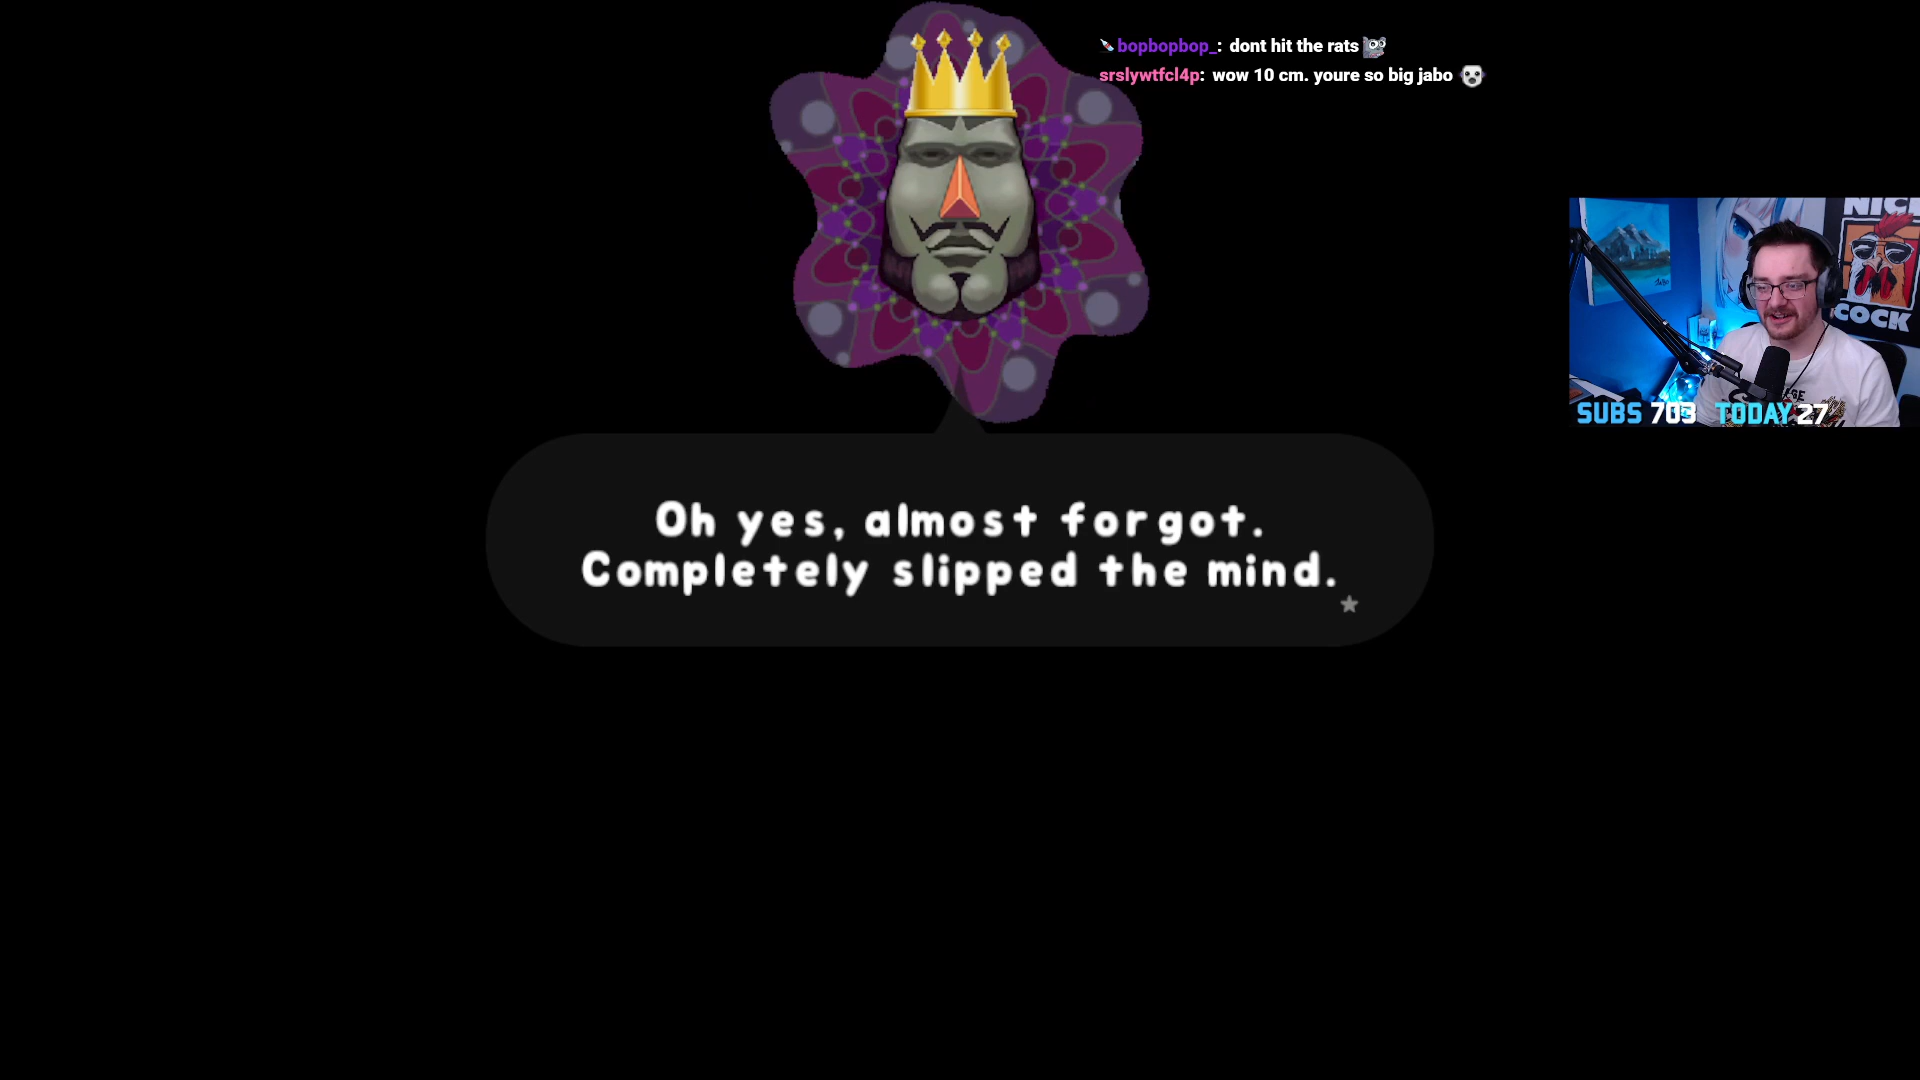 bopbopbop_: dont hit the rats
srslywtfcl4p: wow 10 cm. youre so big jabo
NICK
COCK
SUBS 703 TODAY 27
Oh yes, almost forgot.
Completely slipped the mind.